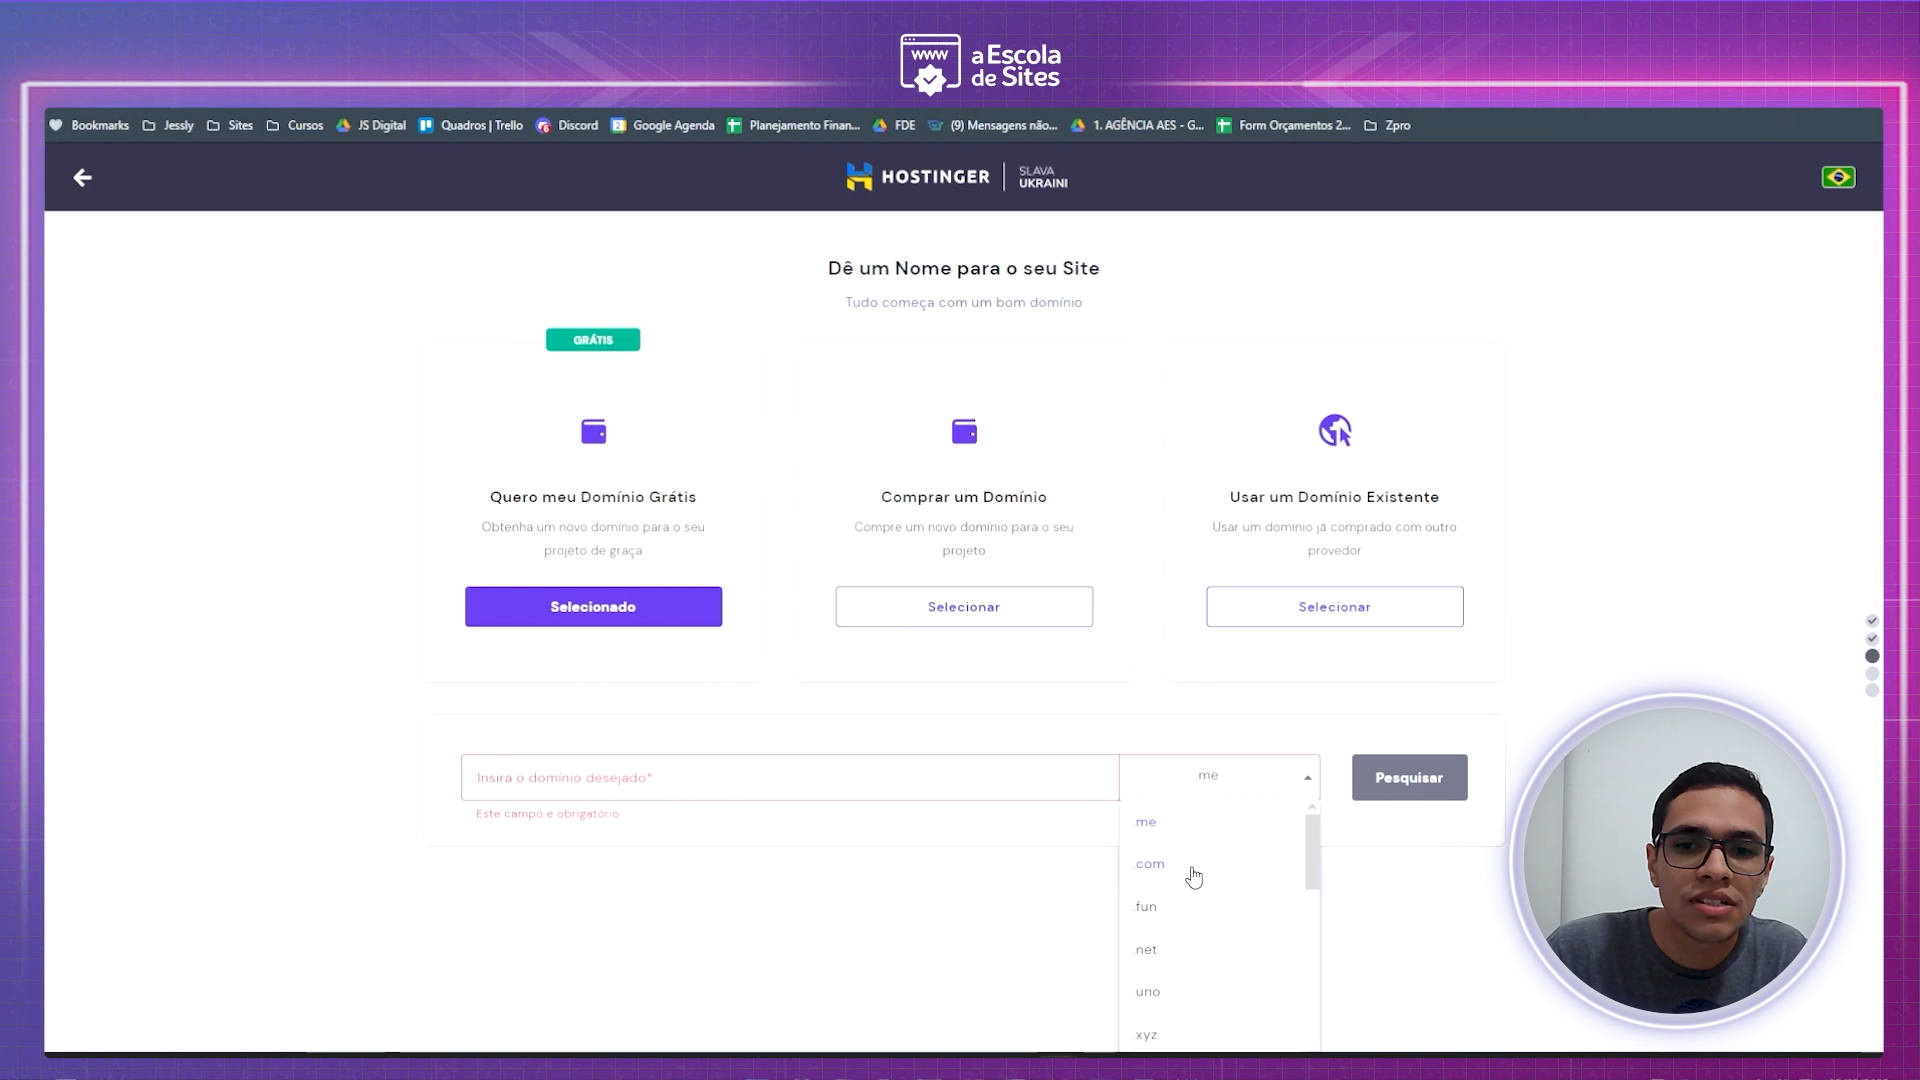 www
a Escola
de Sites
Bookmarks Jessly Sites Cursos JS Digital Quadros | Trello Discord Google Agenda Planejamento Finan... FDE (9) Mensagens não... 1. AGÊNCIA AES - G... Form Orçamentos 2... Zpro
HOSTINGER
SLAVA
UKRAINI
Dê um Nome para o seu Site
Tudo começa com um bom domínio
GRÁTIS
Quero meu Domínio Grátis
Obtenha um novo domínio para o seu
projeto de graça
Selecionado
Comprar um Domínio
Compre um novo domínio para o seu
projeto
Selecionar
Usar um Domínio Existente
Usar um domínio já comprado com outro
provedor
Selecionar
Insira o domínio desejado*
.me
Pesquisar
Este campo é obrigatório
.me
.com
.fun
.net
.uno
.xyz